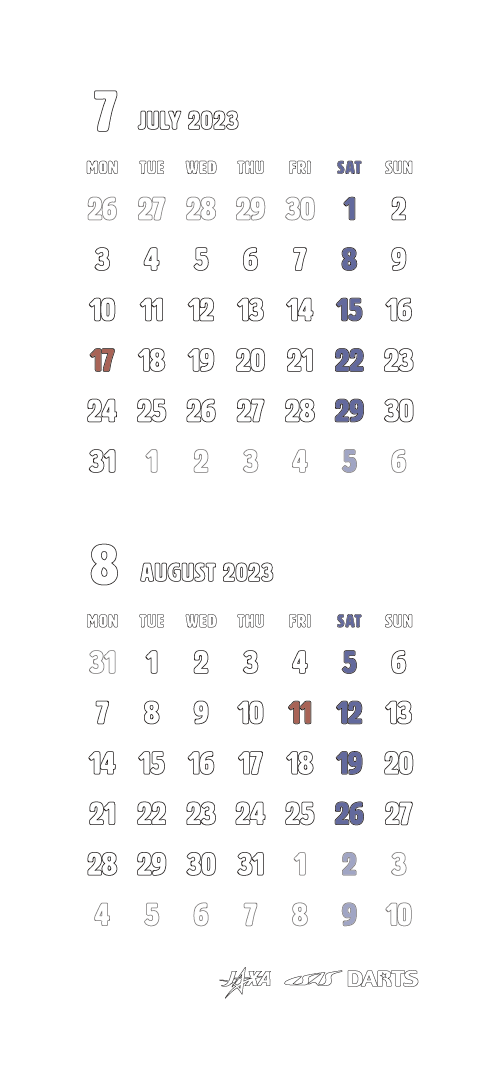 7 JULY 2023
MON TUE WED THU FRI SAT SUN
26 27 28 29 30 1 2
3 4 5 6 7 8 9
10 11 12 13 14 15 16
17 18 19 20 21 22 23
24 25 26 27 28 29 30
31 1 2 3 4 5 6
8 AUGUST 2023
MON TUE WED THU FRI SAT SUN
31 1 2 3 4 5 6
7 8 9 10 11 12 13
14 15 16 17 18 19 20
21 22 23 24 25 26 27
28 29 30 31 1 2 3
4 5 6 7 8 9 10
JAXA ISAS DARTS